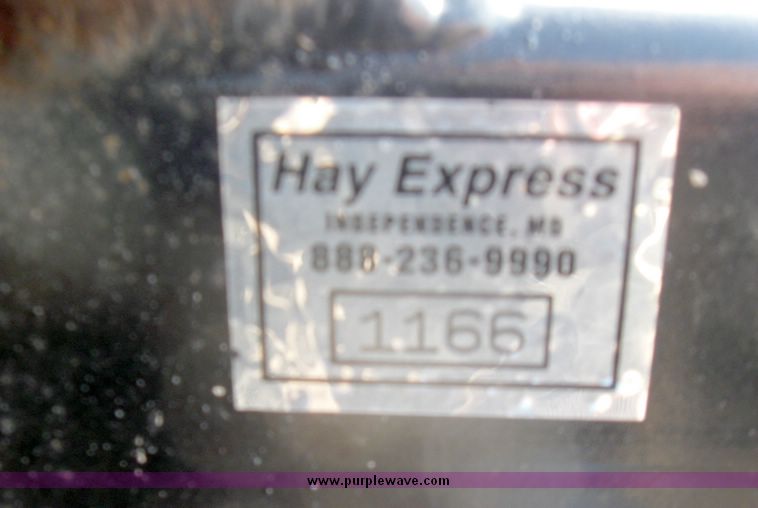 Hay Express
INDEPENDENCE, MO
888-236-9990
1166
www.purplewave.com